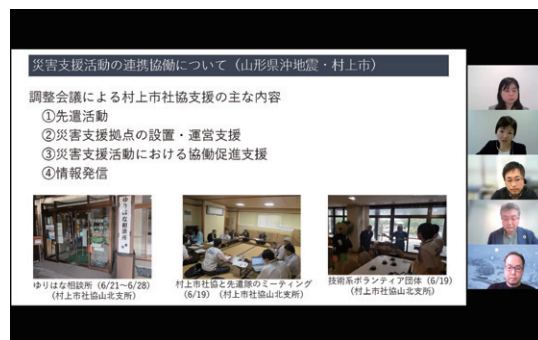 災害支援活動の連携協働について（山形県沖地震・村上市）
調整会議による村上市社協支援の主な内容
①先遣活動
②災害支援拠点の設置・運営支援
③災害支援活動における協働促進支援
④情報発信
ゆりはな相談所（6/21～6/28）
（村上市社協山北支所）
村上市社協と先遣隊のミーティング
（6/19）（村上市社協山北支所）
技術系ボランティア団体（6/19）
（村上市社協山北支所）